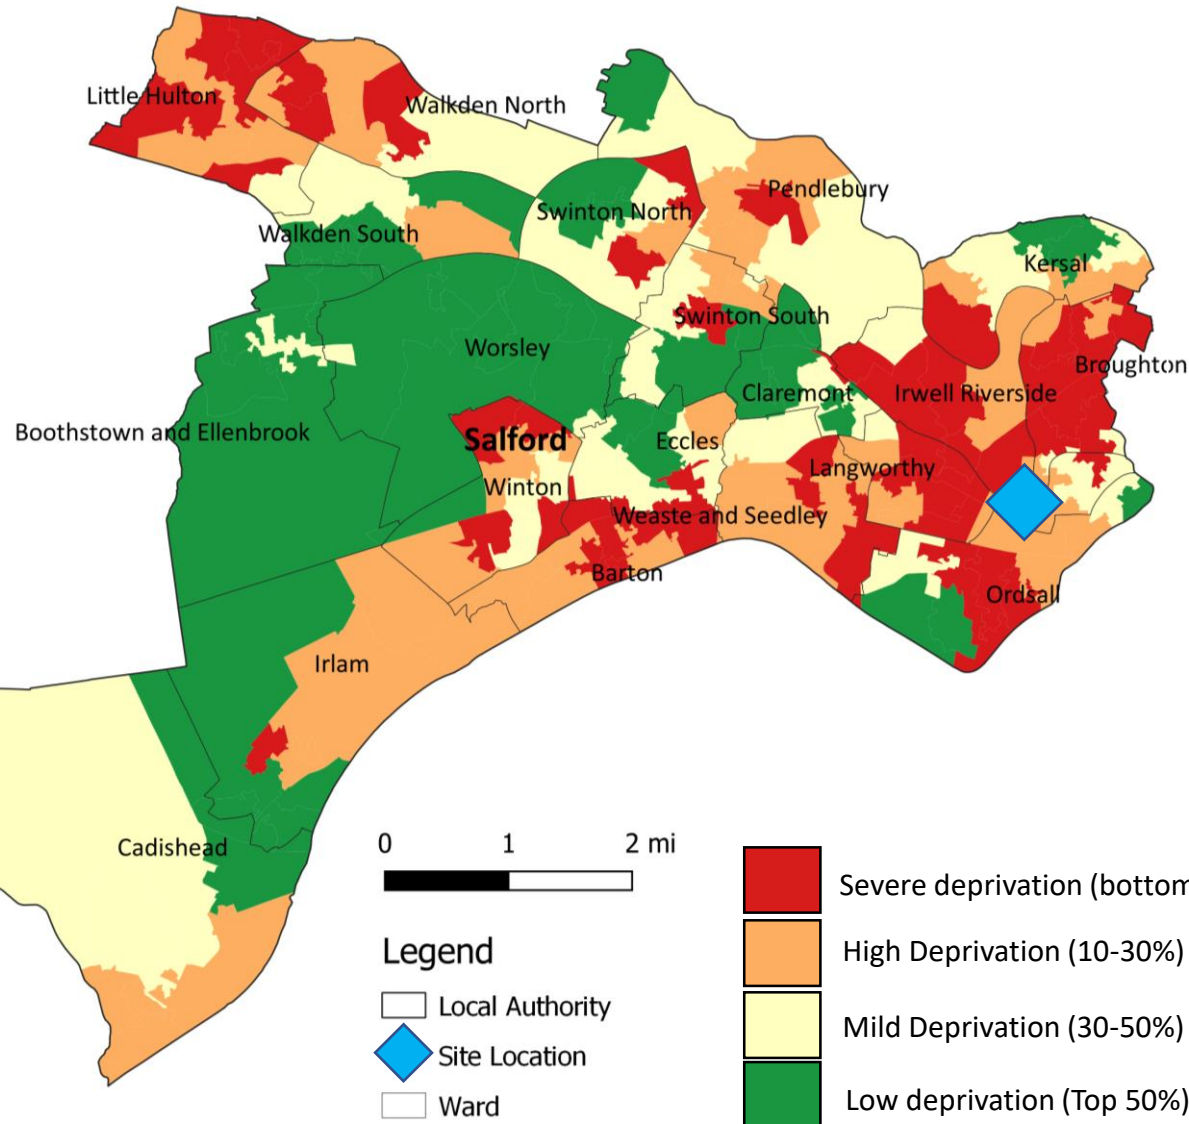 Little Hulton
Walkden North
Pendlebury
Swinton North
Walkden South
Kersal
Swinton South
Worsley
Broughton
Claremont
Irwell Riverside
Boothstown and Ellenbrook
Salford
Eccles
Langworthy
Winton
Weaste and Seedley
Barton
Ordsall
Irlam
Cadishead
0 1 2 mi
Legend
Local Authority
Site Location
Ward
Severe deprivation (bottom
High Deprivation (10-30%)
Mild Deprivation (30-50%)
Low deprivation (Top 50%)